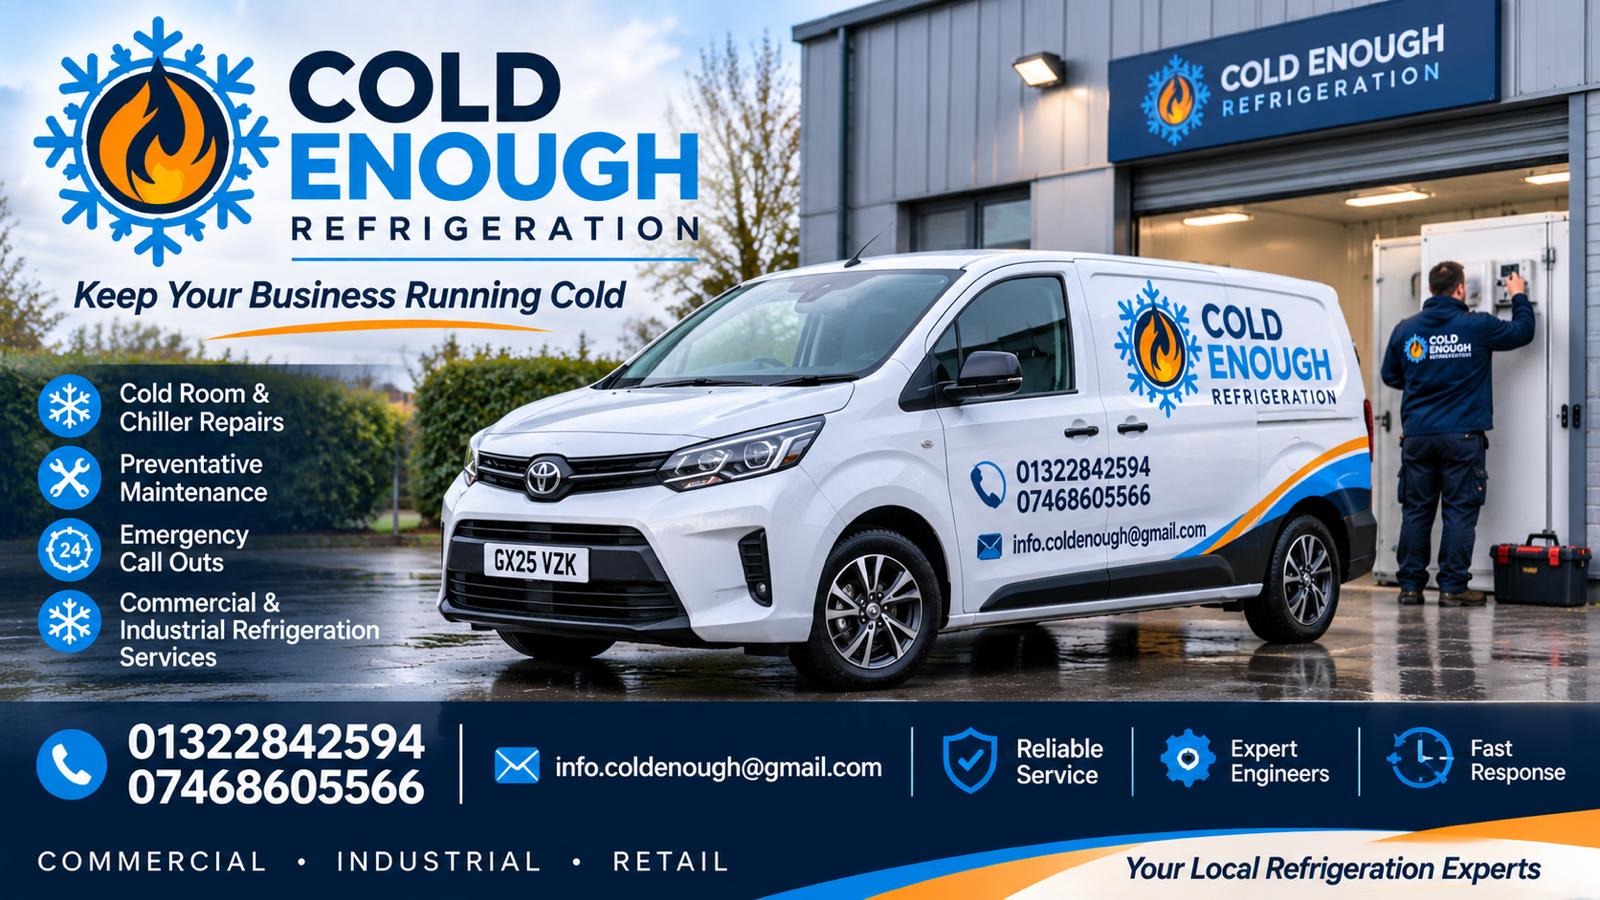 COLD
ENOUGH
REFRIGERATION
Keep Your Business Running Cold
Cold Room &
Chiller Repairs
Preventative
Maintenance
24
Emergency
Call Outs
Commercial &
Industrial Refrigeration
Services
COLD ENOUGH
REFRIGERATION
COLD
ENOUGH
REFRIGERATION
01322842594
07468605566
info.coldenough@gmail.com
GX25 VZK
COLD
ENOUGH
REFRIGERATION
01322842594
07468605566
info.coldenough@gmail.com
Reliable
Service
Expert
Engineers
Fast
Response
COMMERCIAL • INDUSTRIAL • RETAIL
Your Local Refrigeration Experts